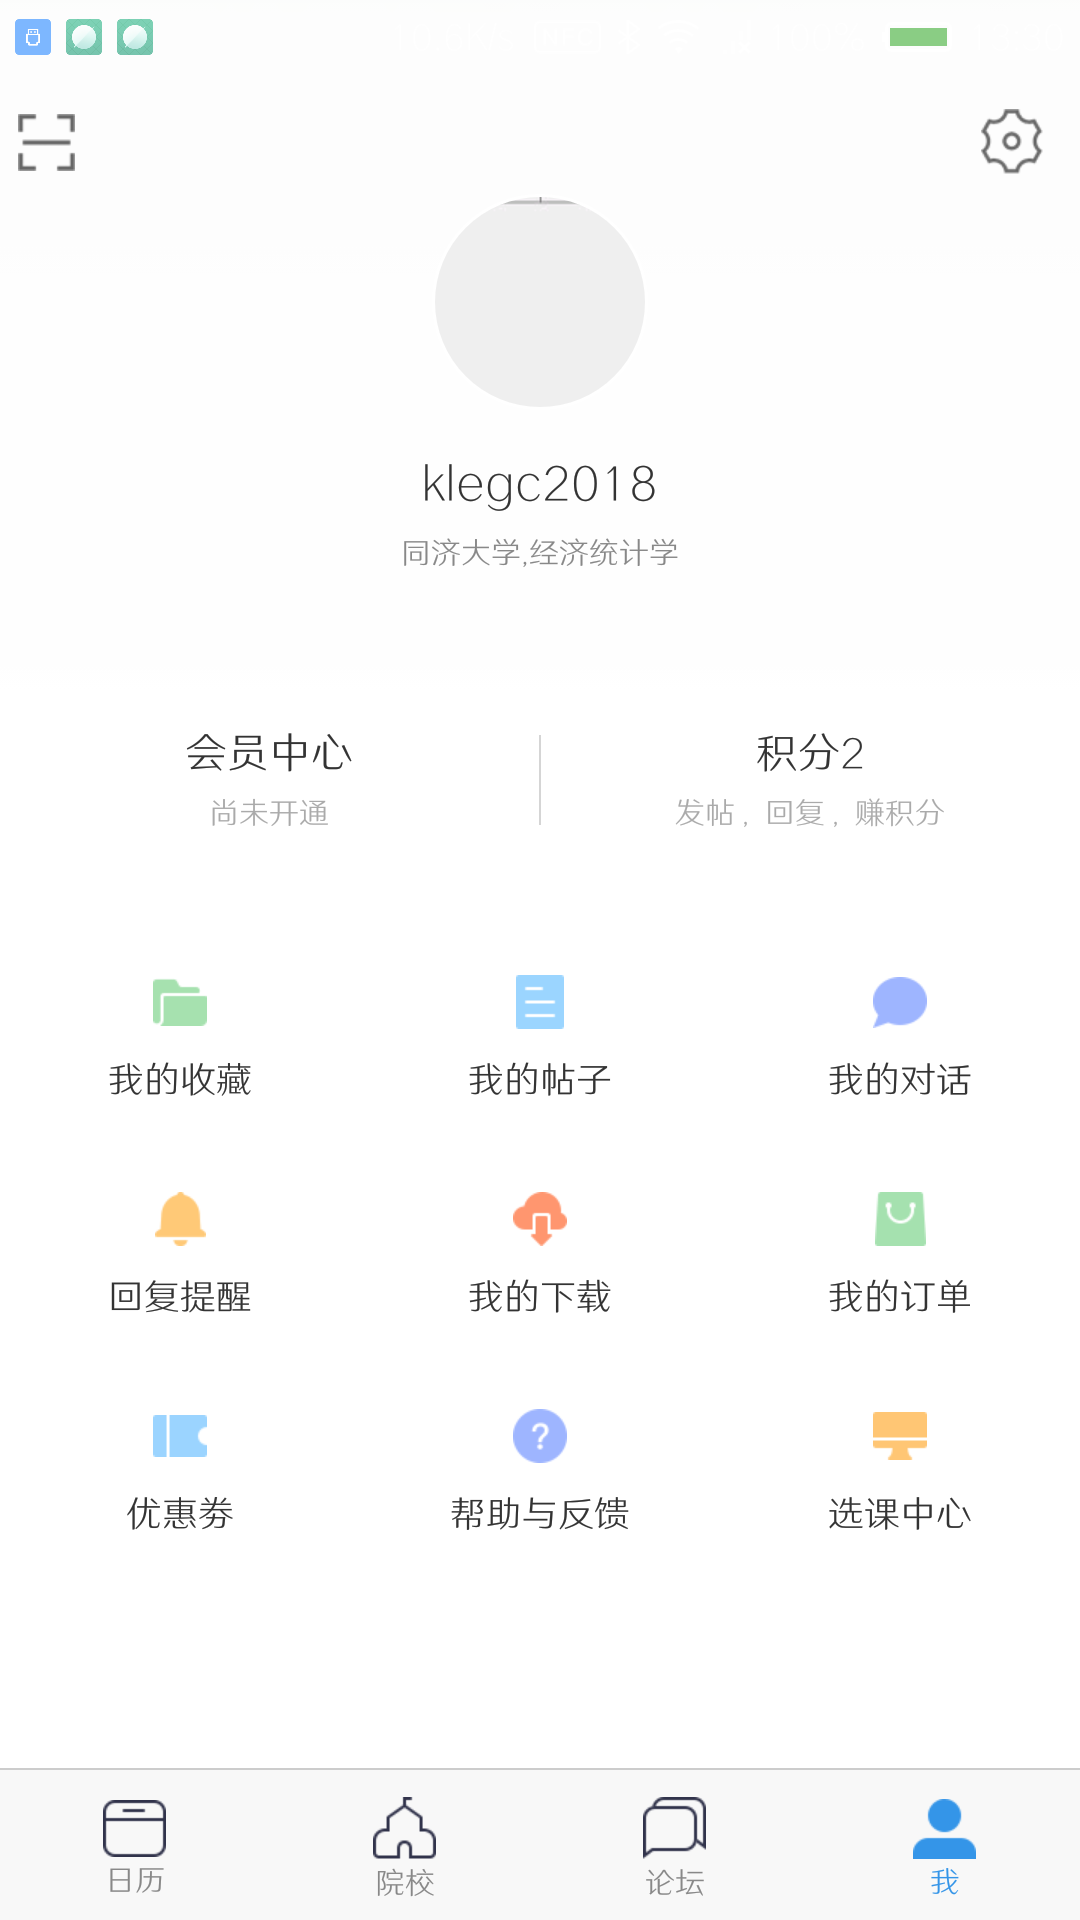 klegc2018
同济大学,经济统计学
会员中心
积分2
尚未开通
发帖，回复，赚积分
我的收藏
我的帖子
我的对话
回复提醒
我的下载
我的订单
优惠券
帮助与反馈
选课中心
日历
院校
论坛
我